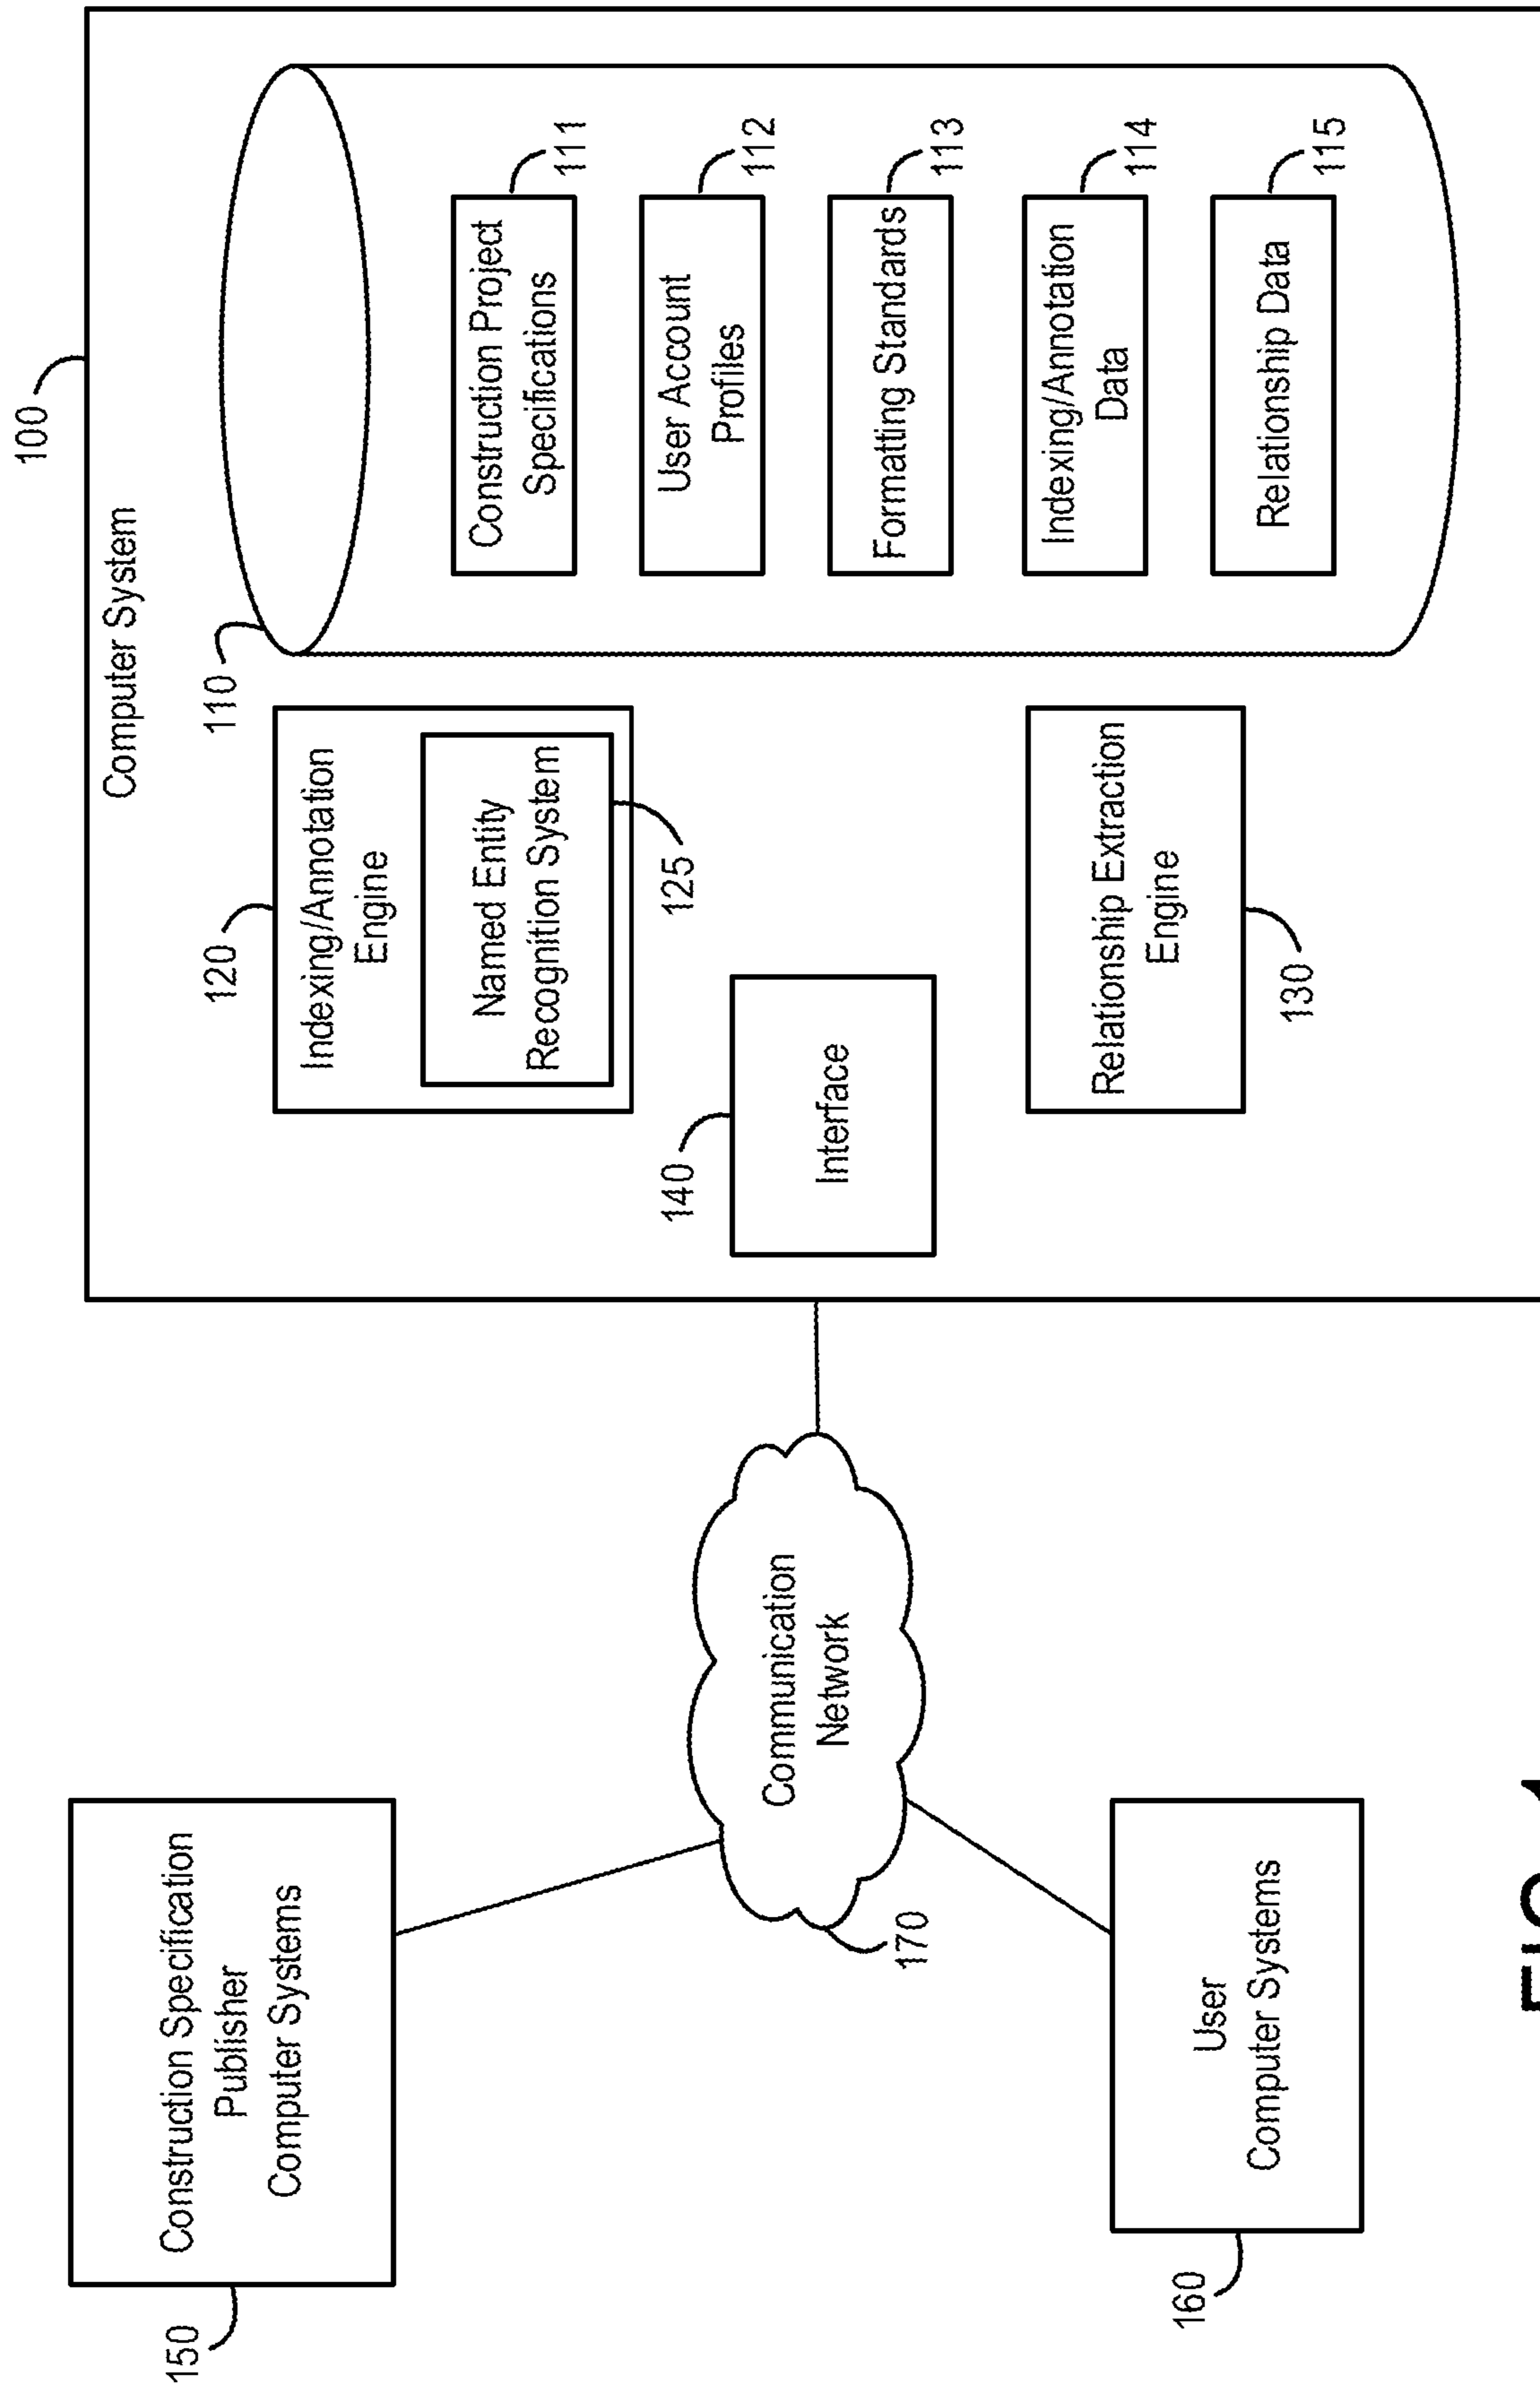 100
Computer System
110
Construction Project
Specifications
111
User Account
Profiles
112
Formatting Standards
113
Indexing/Annotation
Data
114
Relationship Data
115
120
Indexing/Annotation
Engine
Named Entity
Recognition System
125
140
Interface
Relationship Extraction
Engine
130
Communication
Network
170
150
Construction Specification
Publisher
Computer Systems
160
User
Computer Systems